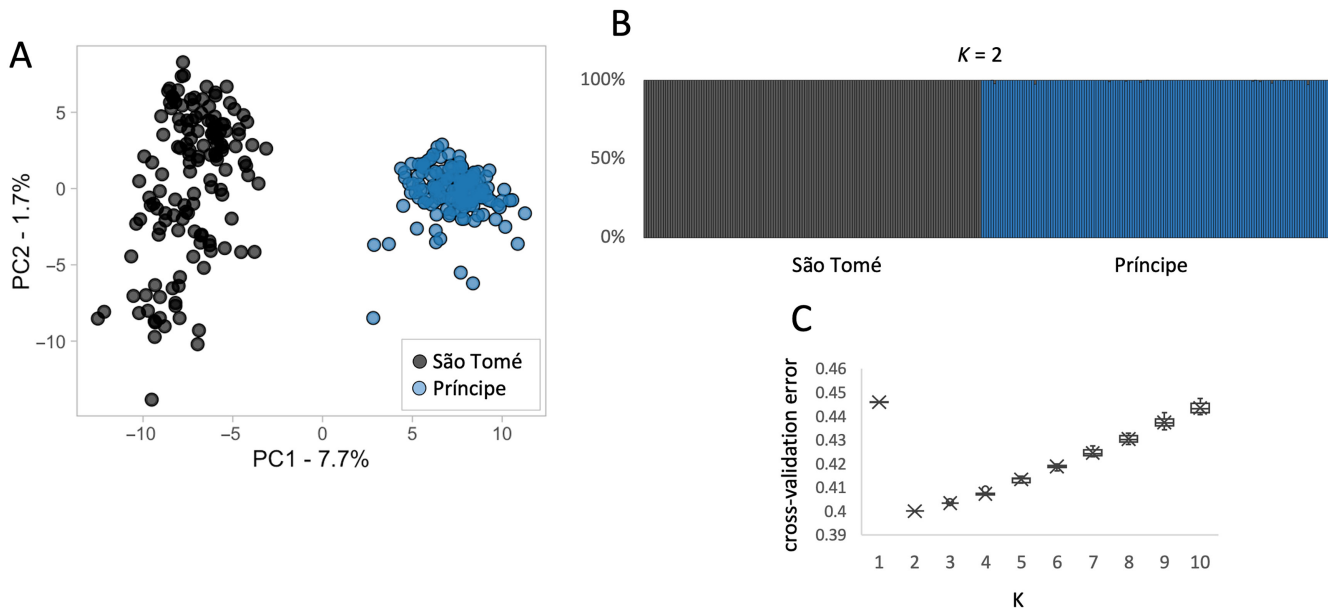 A
5
0
−5
−10
PC2 - 1.7%
−10 −5 0 5 10
PC1 - 7.7%
São Tomé
Príncipe
B
K = 2
100%
50%
0%
São Tomé Príncipe
C
cross-validation error
0.46
0.45
0.44
0.43
0.42
0.41
0.4
0.39
1 2 3 4 5 6 7 8 9 10
K